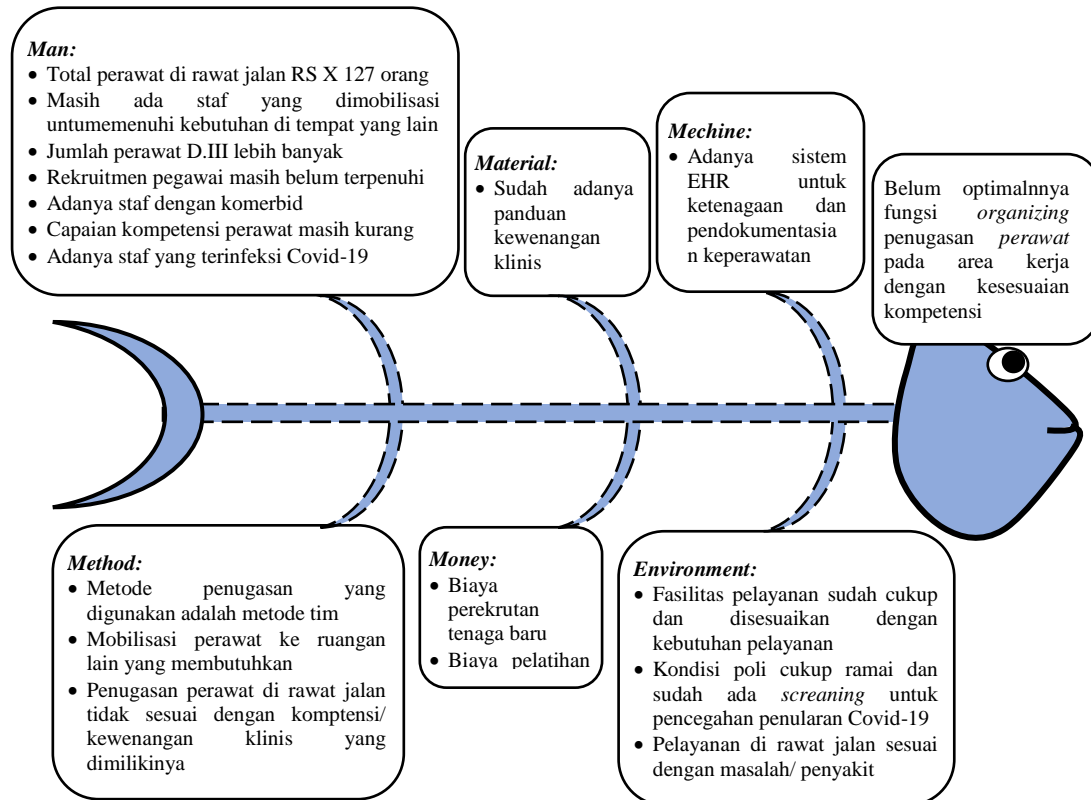 Man:
• Total perawat di rawat jalan RS X 127 orang
• Masih ada staf yang dimobilisasi
untumemenuhi kebutuhan di tempat yang lain
• Jumlah perawat D.III lebih banyak
• Rekruitmen pegawai masih belum terpenuhi
• Adanya staf dengan komerbid
• Capaian kompetensi perawat masih kurang
• Adanya staf yang terinfeksi Covid-19
Material:
• Sudah adanya
panduan
kewenangan
klinis
Mechine:
• Adanya sistem
EHR untuk
ketenagaan dan
pendokumentasia
n keperawatan
Belum optimalnnya
fungsi organizing
penugasan perawat
pada area kerja
dengan kesesuaian
kompetensi
Method:
• Metode penugasan yang
digunakan adalah metode tim
• Mobilisasi perawat ke ruangan
lain yang membutuhkan
• Penugasan perawat di rawat jalan
tidak sesuai dengan komptensi/
kewenangan klinis yang
dimilikinya
Money:
• Biaya
perekrutan
tenaga baru
• Biaya pelatihan
Environment:
• Fasilitas pelayanan sudah cukup
dan disesuaikan dengan
kebutuhan pelayanan
• Kondisi poli cukup ramai dan
sudah ada screaning untuk
pencegahan penularan Covid-19
• Pelayanan di rawat jalan sesuai
dengan masalah/ penyakit